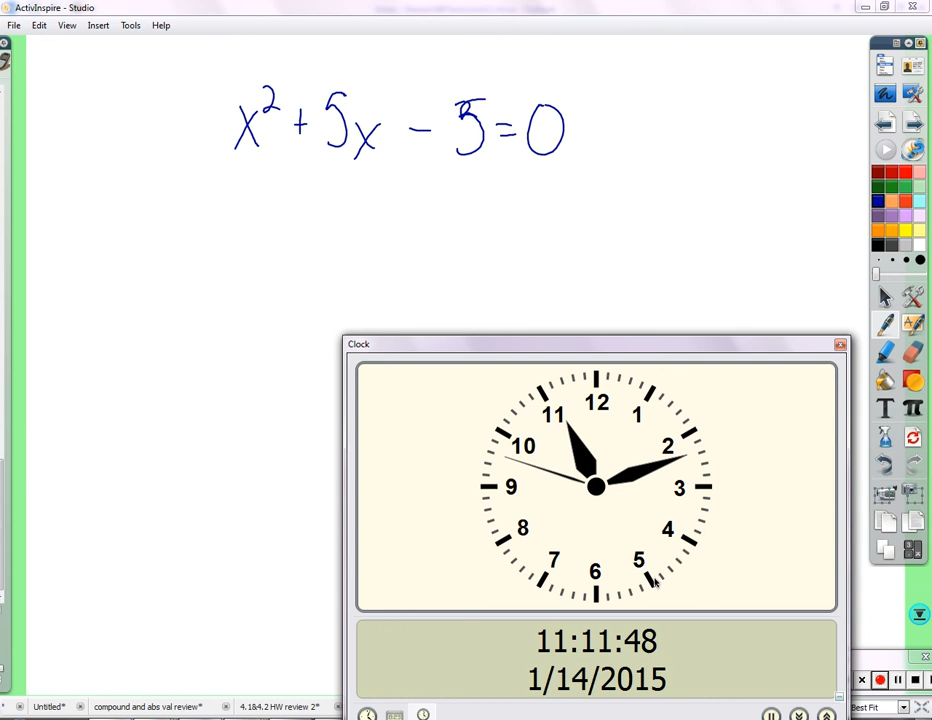 ActivInspire - Studio
File Edit View Insert Tools Help
x² + 5x - 5 = 0
Clock
12
11 1
10 2
9 3
8 4
7 5
6
11:11:48
1/14/2015
Untitled* compound and abs val review* 4.1&4.2 HW review 2*
Best Fit